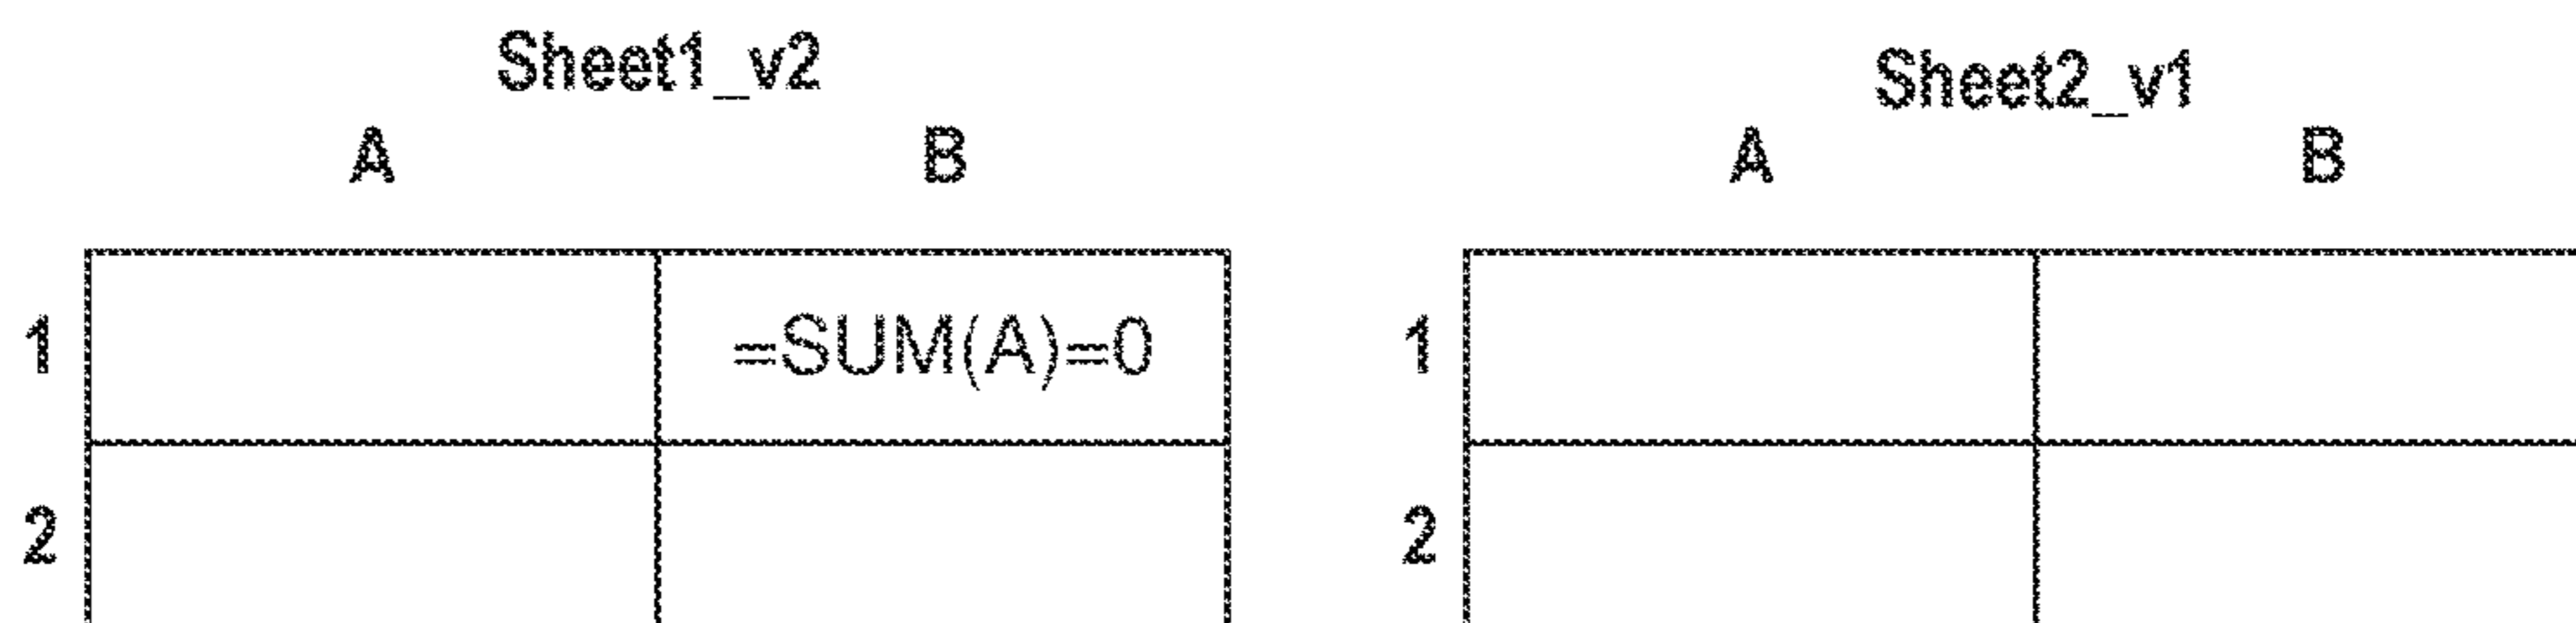 Sheet1_v2 Sheet2_v1
A B A B
1 =SUM(A)=0 1
2 2